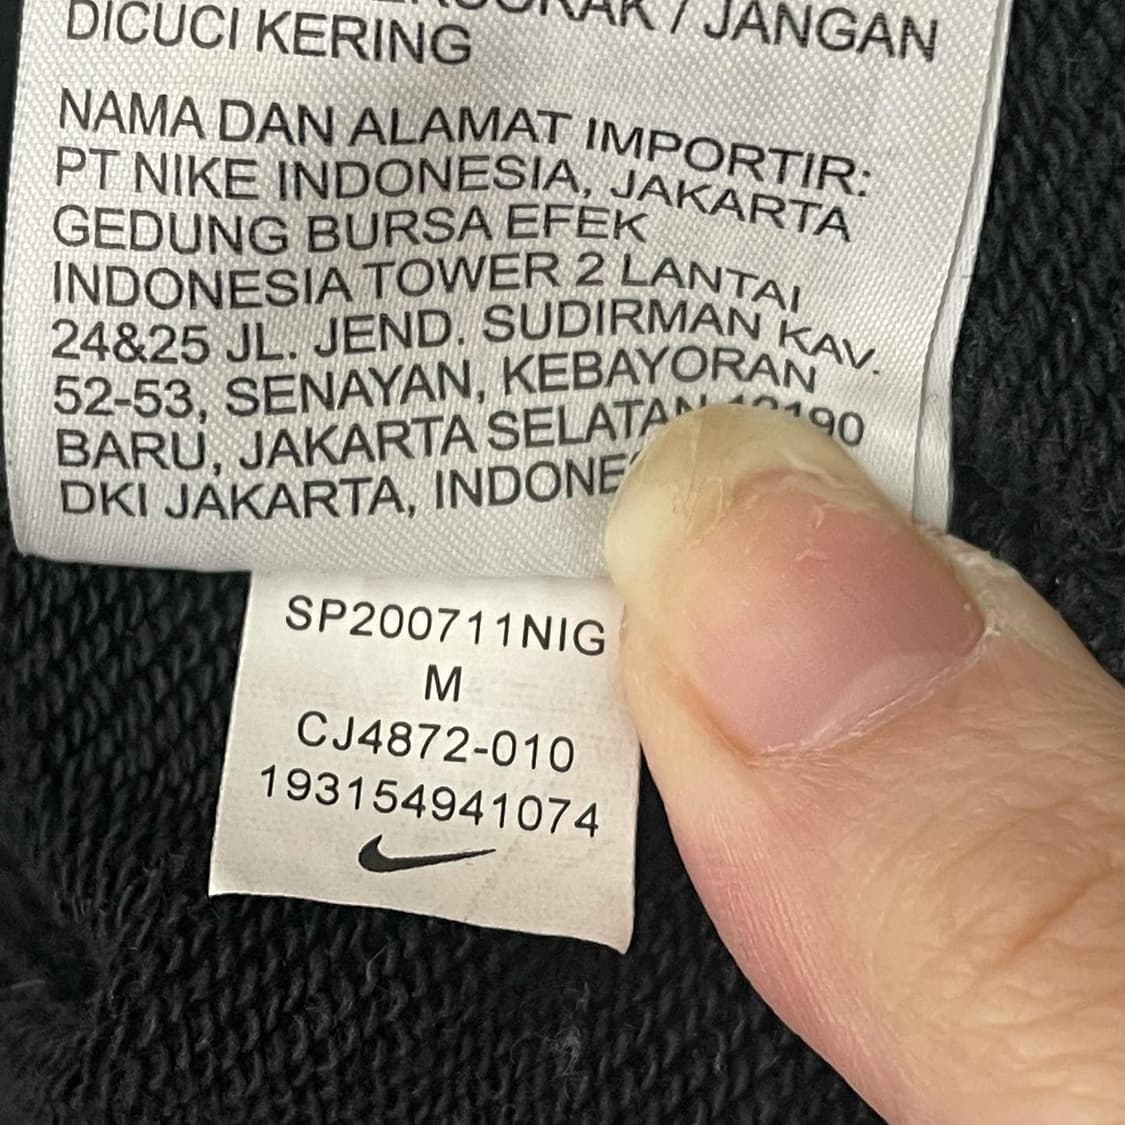 / JANGAN
DICUCI KERING
NAMA DAN ALAMAT IMPORTIR:
PT NIKE INDONESIA, JAKARTA
GEDUNG BURSA EFEK
INDONESIA TOWER 2 LANTAI
24&25 JL. JEND. SUDIRMAN KAV.
52-53, SENAYAN, KEBAYORAN
BARU, JAKARTA SELATAN
DKI JAKARTA,
SP200711NIG
M
CJ4872-010
193154941074